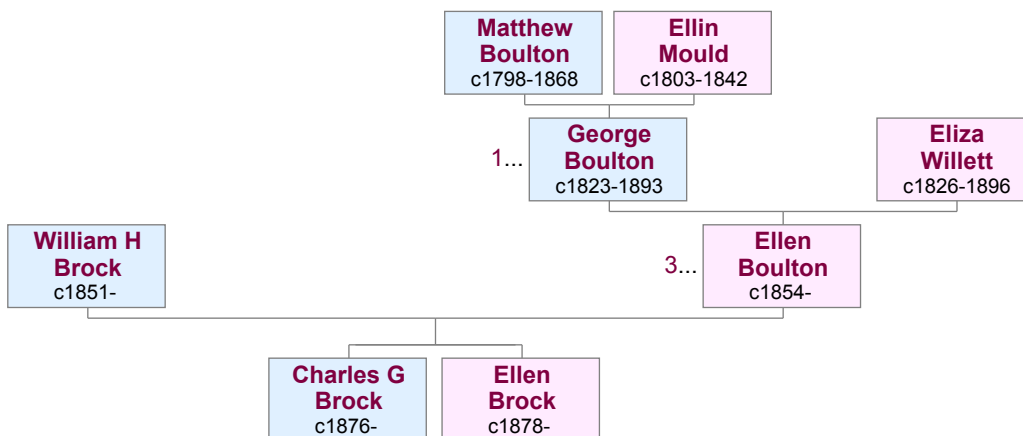 Matthew
Boulton
c1798-1868
Ellin
Mould
c1803-1842
1...
George
Boulton
c1823-1893
Eliza
Willett
c1826-1896
William H
Brock
c1851-
3...
Ellen
Boulton
c1854-
Charles G
Brock
c1876-
Ellen
Brock
c1878-